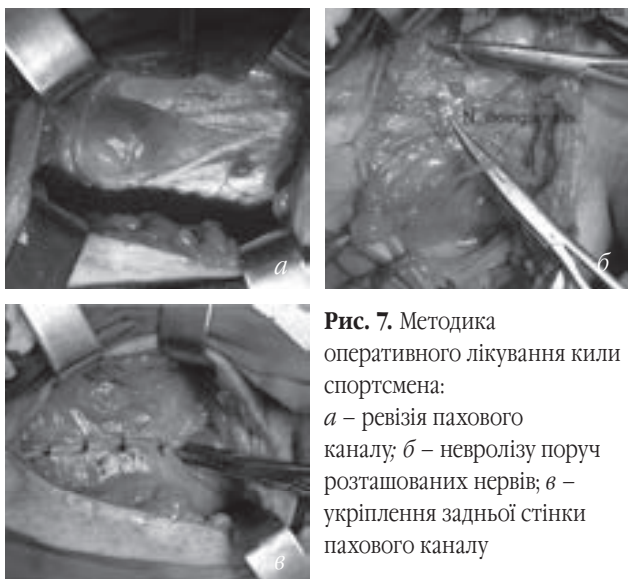 а
N. ilioinguinalis
б
в
Рис. 7. Методика
оперативного лікування кили
спортсмена:
а – ревізія пахового
каналу; б – невролізу поруч
розташованих нервів; в –
укріплення задньої стінки
пахового каналу